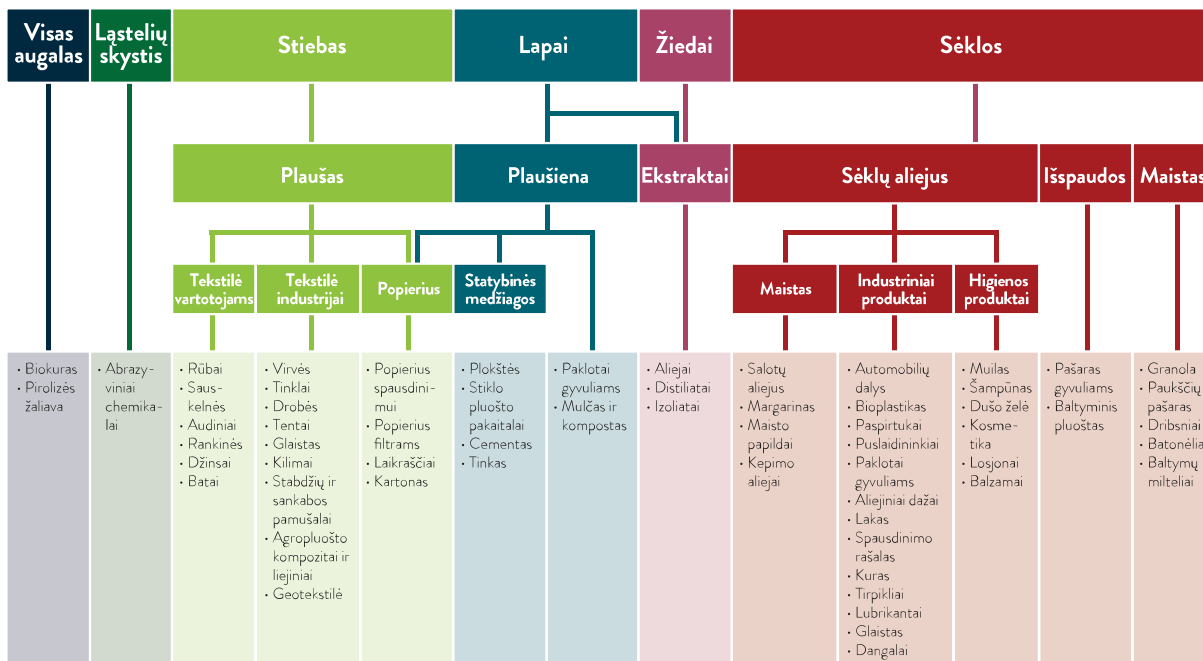 Visas
augalas
Ląstelių
skystis
Stiebas
Lapai
Žiedai
Sėklos
Plaušas
Plaušiena
Ekstraktai
Sėklų aliejus
Išspaudos
Maistas
Tekstilė
vartotojams
Tekstilė
industrijai
Popierius
Statybinės
medžiagos
Maistas
Industriniai
produktai
Higienos
produktai
• Biokuras
• Pirolizės
žaliava
• Abrazy-
viniai
chemika-
lai
• Rūbai
• Saus-
kelnės
• Audiniai
• Rankinės
• Džinsai
• Batai
• Virvės
• Tinklai
• Drobės
• Tentai
• Glaistas
• Kilimai
• Stabdžių ir
sankabos
pamušalai
• Agropluošto
kompozitai ir
liejiniai
• Geotekstilė
• Popierius
spausdini-
mui
• Popierius
filtrams
• Laikraščiai
• Kartonas
• Plokštės
• Stiklo
pluošto
pakaitalai
• Cementas
• Tinkas
• Paklotai
gyvuliams
• Mulčas ir
kompostas
• Aliejai
• Distiliatai
• Izoliatai
• Salotų
aliejus
• Margarinas
• Maisto
papildai
• Kepimo
aliejai
• Automobilių
dalys
• Bioplastikas
• Paspirtukai
• Puslaidininkiai
• Paklotai
gyvuliams
• Aliejiniai dažai
• Lakas
• Spausdinimo
rašalas
• Kuras
• Tirpikliai
• Lubrikantai
• Glaistas
• Dangalai
• Muilas
• Šampūnas
• Dušo želė
• Kosme-
tika
• Losjonai
• Balzamai
• Pašaras
gyvuliams
• Baltyminis
pluoštas
• Granola
• Paukščių
pašaras
• Dribsniai
• Batonėlia
• Baltymų
milteliai